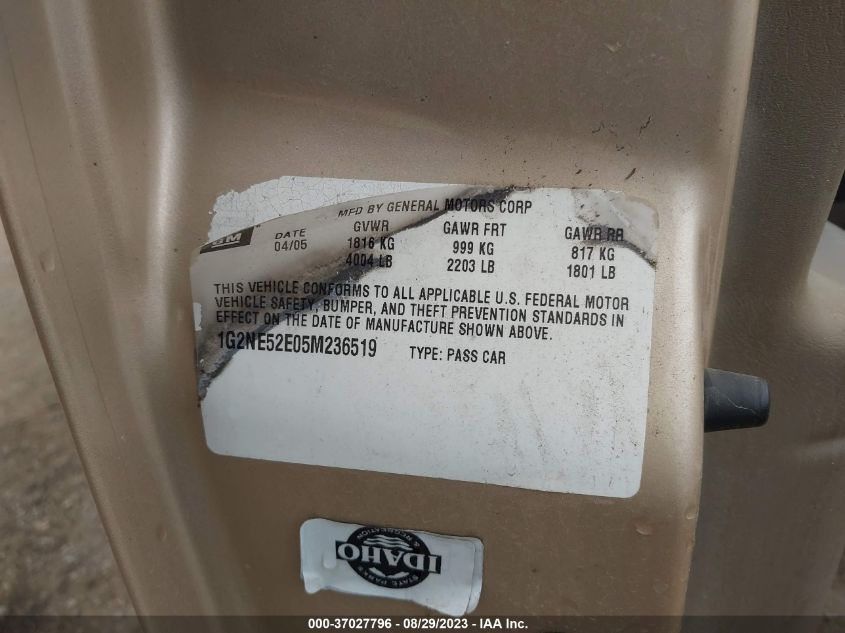 MFD BY GENERAL MOTORS CORP
GM DATE GVWR GAWR FRT GAWR RR
04/05 1816 KG 999 KG 817 KG
4004 LB 2203 LB 1801 LB
THIS VEHICLE CONFORMS TO ALL APPLICABLE U.S. FEDERAL MOTOR
VEHICLE SAFETY, BUMPER, AND THEFT PREVENTION STANDARDS IN
EFFECT ON THE DATE OF MANUFACTURE SHOWN ABOVE.
1G2NE52E05M236519 TYPE: PASS CAR
IDAHO
STATE PARKS
& RECREATION
000-37027796 - 08/29/2023 - IAA Inc.